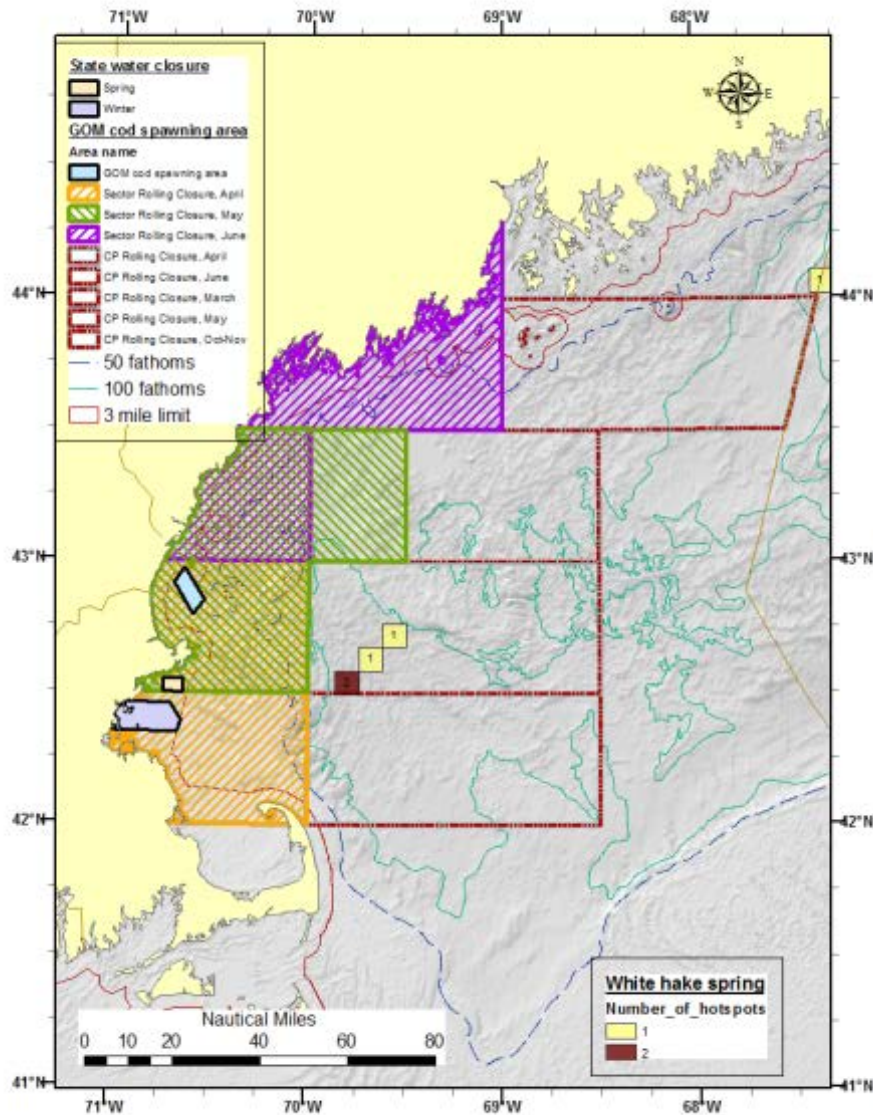 71°W 70°W 69°W 68°W
State water closure
Spring
Winter
GOM cod spawning area
Area name
GOM cod spawning area
Sector Rolling Closure, April
Sector Rolling Closure, May
Sector Rolling Closure, June
CP Rolling Closure, April
CP Rolling Closure, June
CP Rolling Closure, March
CP Rolling Closure, May
CP Rolling Closure, Oct-Nov
50 fathoms
100 fathoms
3 mile limit
N
W E
S
44°N 44°N
1
43°N 43°N
1
1
2
42°N 42°N
White hake spring
Number_of_hotspots
1
2
Nautical Miles
0 10 20 40 60 80
41°N 41°N
71°W 70°W 69°W 68°W